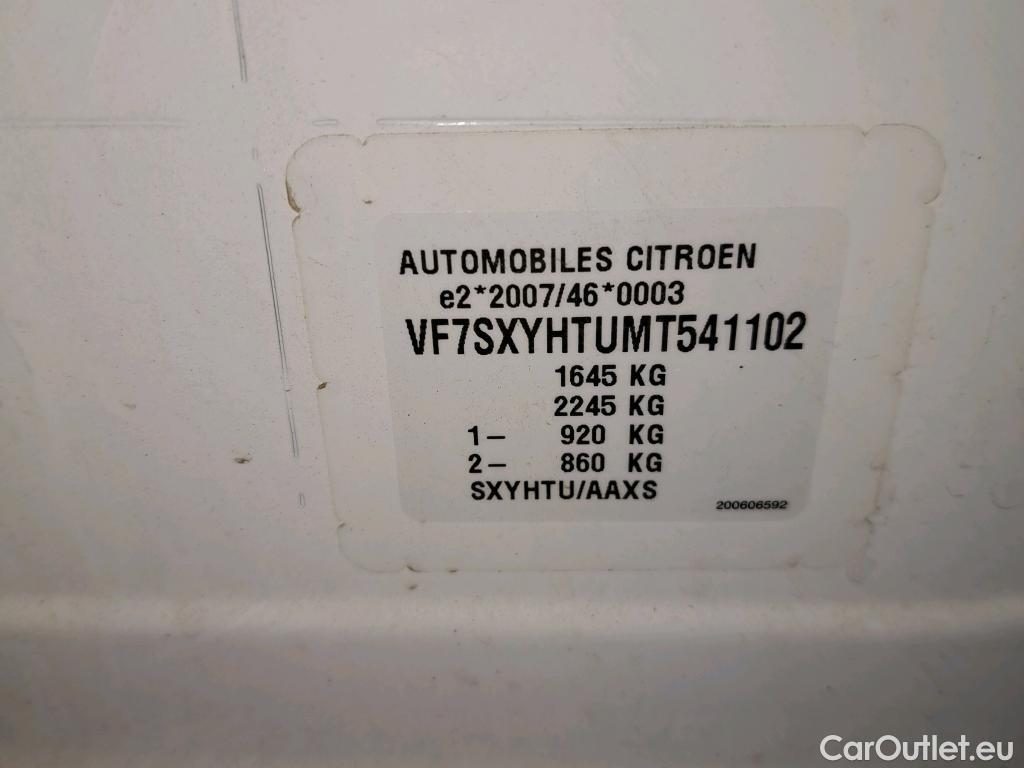 AUTOMOBILES CITROEN
e2*2007/46*0003
VF7SXYHTUMT541102
1645 KG
2245 KG
1- 920 KG
2- 860 KG
SXYHTU/AAXS
200606592
CarOutlet.eu